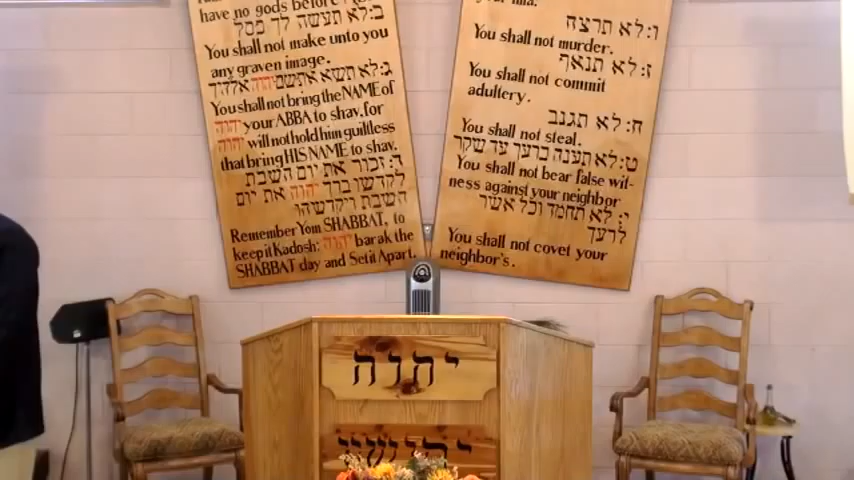 have no gods before
ב: לא תעשה לך פסל
You shall not make unto you
any graven image.
ג: לא תשא את שם יהוה אלהיך
You shall not bring the NAME of
יהוה your ABBA to shav, for
יהוה will not hold him guiltless
that bring HIS NAME to shav.
ד: זכור את יום השבת
לקדשו ברך יהוה את יום
השבת ויקדשהו
Remember Yom SHABBAT, to
keep it Kadosh: יהוה barak the
SHABBAT day and Set it Apart.
ו: לא תרצח
You shall not murder.
ז: לא תנאף
You shall not commit
adultery.
ח: לא תגנב
You shall not steal.
ט: לא תענה ברעך עד שקר
You shall not bear false wit-
ness against your neighbor
י: לא תחמד וכל אשר
לרעך
You shall not covet your
neighbor's.
יהוה